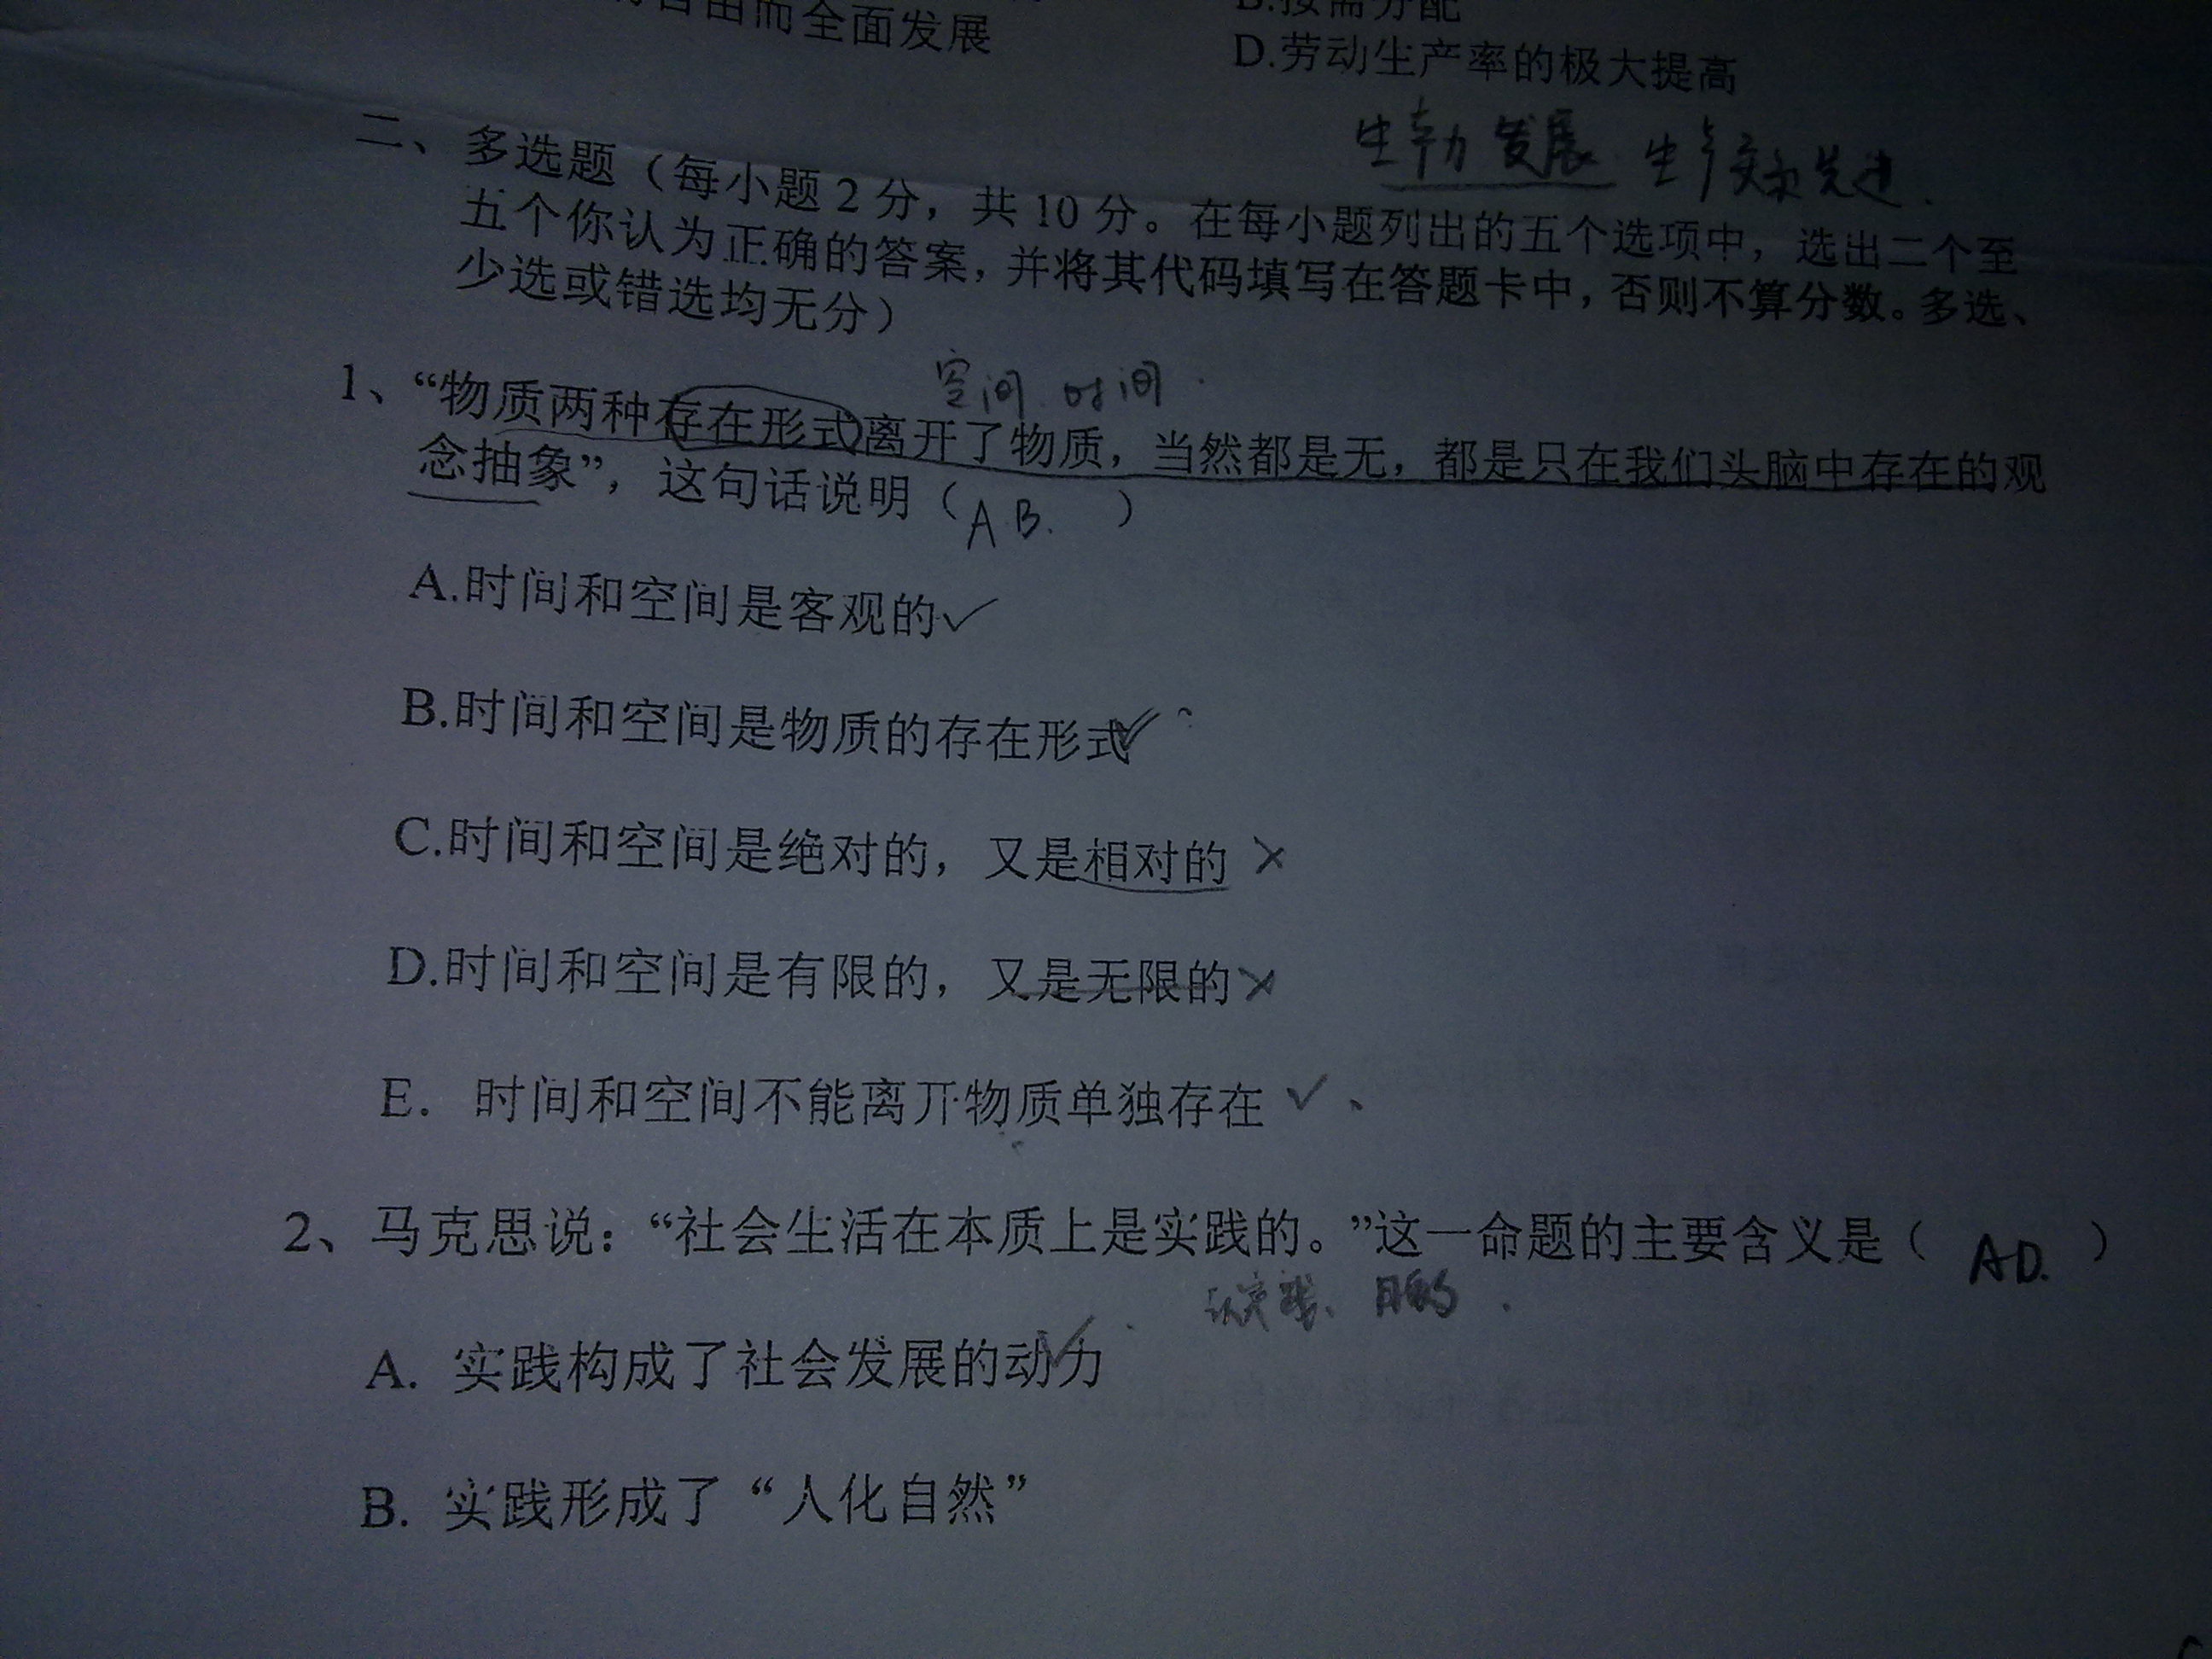 自由而全面发展
B.按需分配
D.劳动生产率的极大提高
发展
二、多选题（每小题2分，共10分。在每小题列出的五个选项中，选出二个至
五个你认为正确的答案，并将其代码填写在答题卡中，否则不算分数。多选、
少选或错选均无分）
空间 时间
1、“物质两种存在形式离开了物质，当然都是无，都是只在我们头脑中存在的观
念抽象”，这句话说明（A B. ）
A.时间和空间是客观的✓
B.时间和空间是物质的存在形式✓
C.时间和空间是绝对的，又是相对的 ×
D.时间和空间是有限的，又是无限的×
E. 时间和空间不能离开物质单独存在 ✓、
2、马克思说：“社会生活在本质上是实践的。”这一命题的主要含义是（ AD. ）
A. 实践构成了社会发展的动力
B. 实践形成了“人化自然”